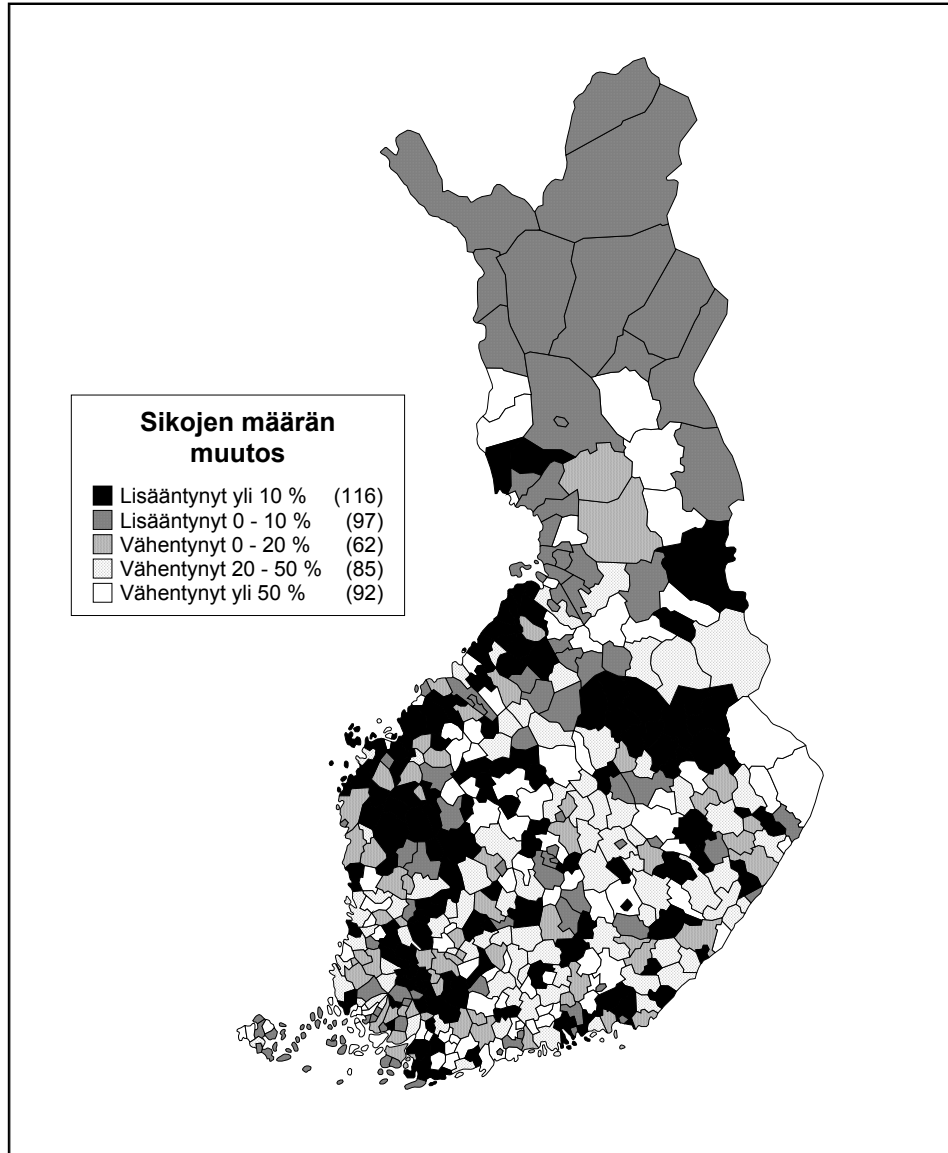 Sikojen määrän
muutos
Lisääntynyt yli 10 % (116)
Lisääntynyt 0 - 10 % (97)
Vähentynyt 0 - 20 % (62)
Vähentynyt 20 - 50 % (85)
Vähentynyt yli 50 % (92)